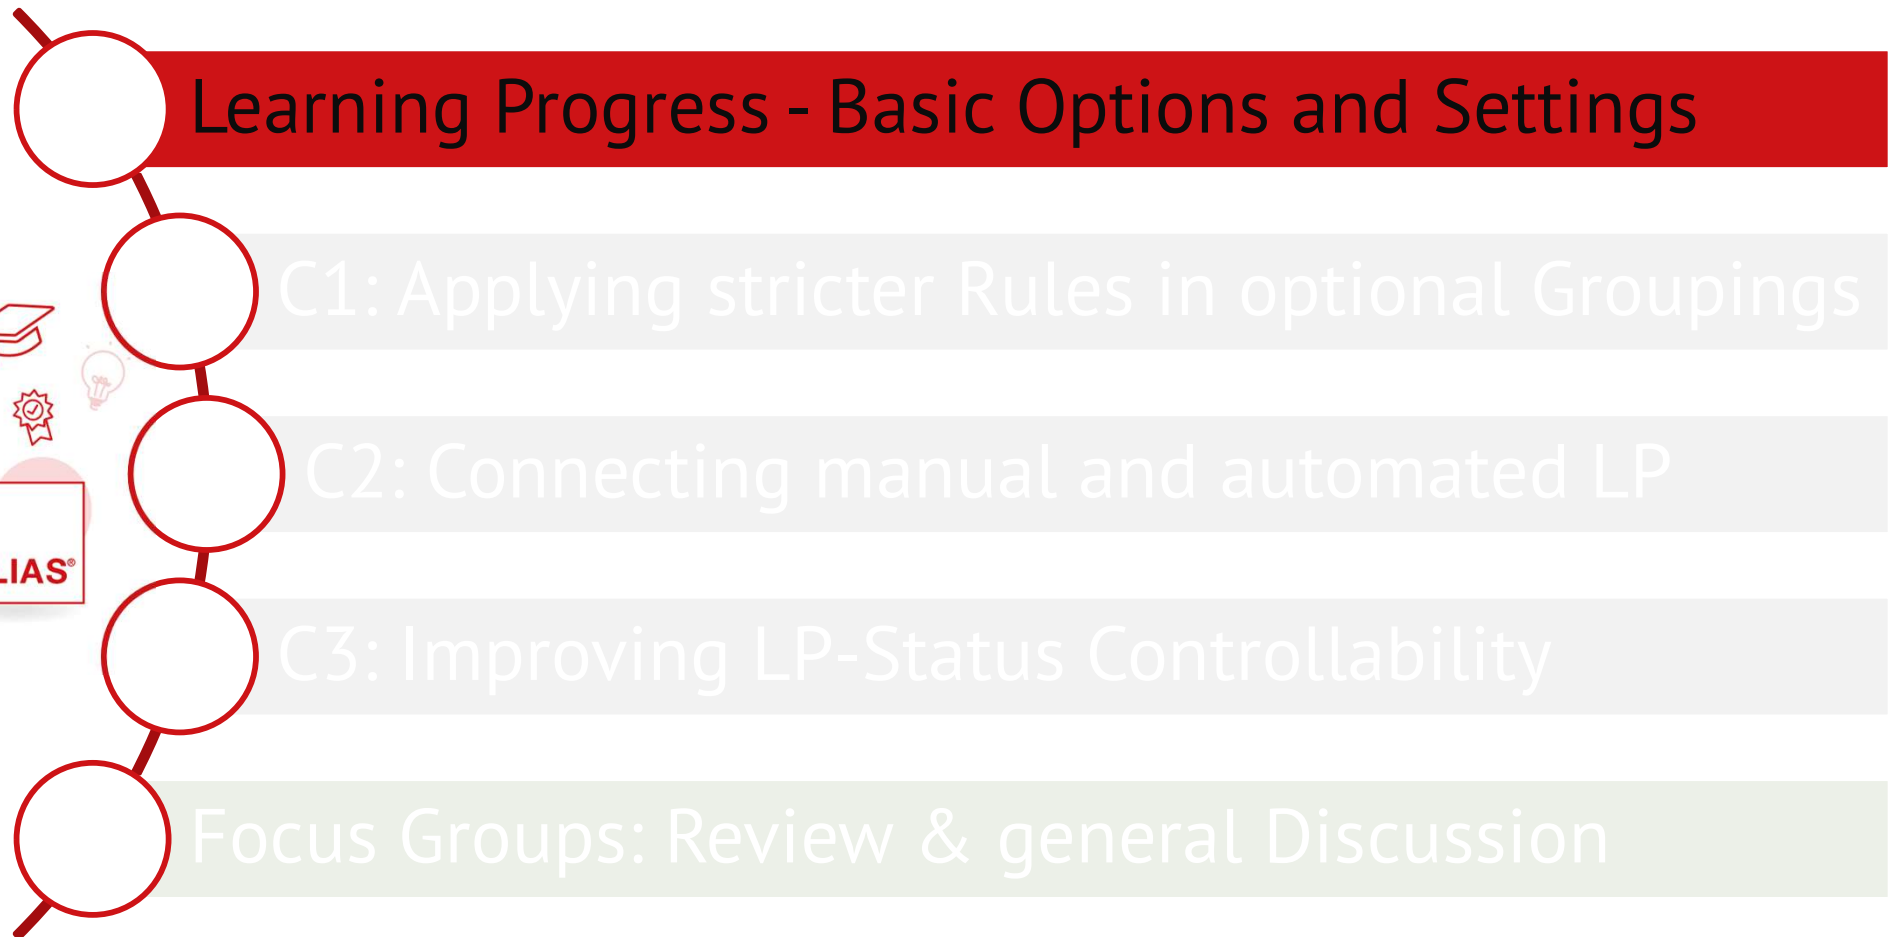 Learning Progress - Basic Options and Settings
C1: Applying stricter Rules in optional Groupings
C2: Connecting manual and automated LP
LIAS®
C3: Improving LP-Status Controllability
Focus Groups: Review & general Discussion